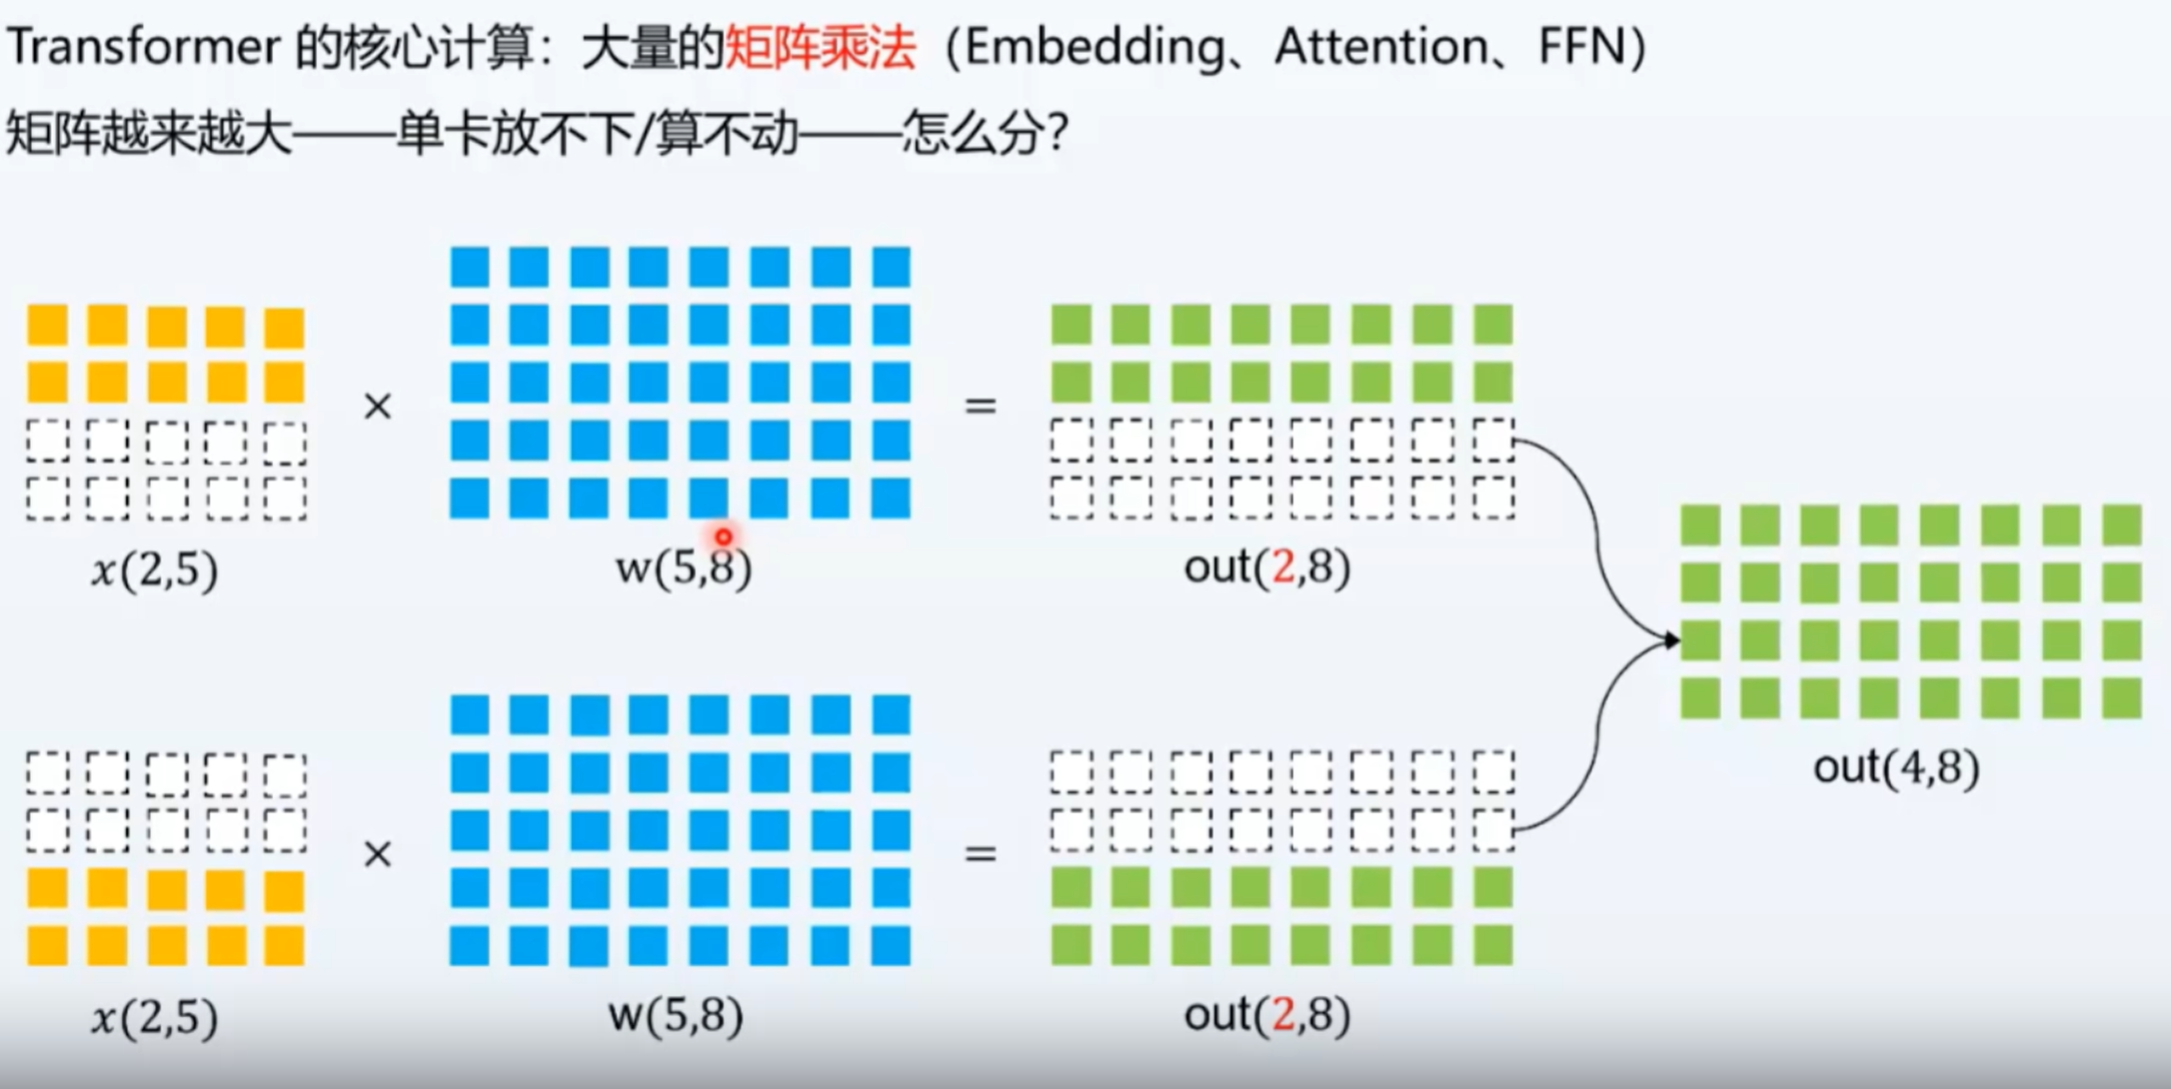 Transformer 的核心计算：大量的矩阵乘法（Embedding、Attention、FFN）
矩阵越来越大——单卡放不下/算不动——怎么分？
×
=
x(2,5)
w(5,8)
out(2,8)
out(4,8)
×
=
x(2,5)
w(5,8)
out(2,8)